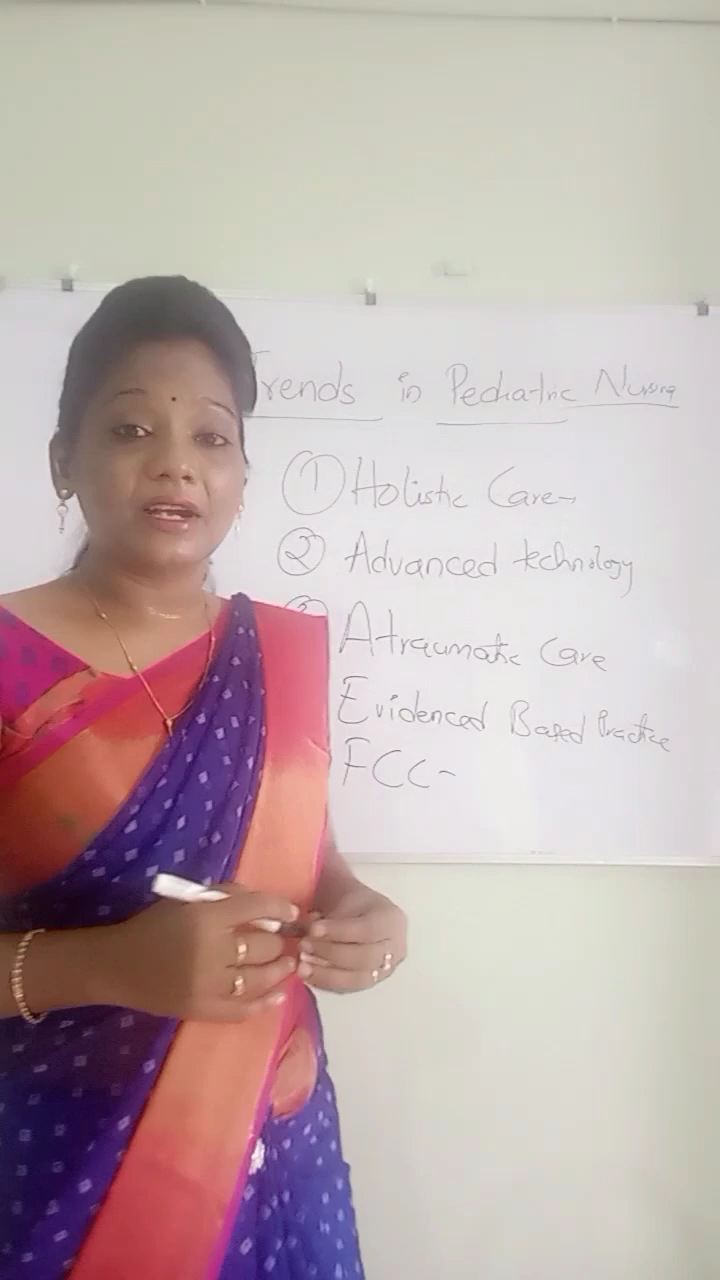 Trends in Pediatric Nursing
① Holistic Care
② Advanced technology
Atraumatic Care
Evidenced Based Practice
FCC-